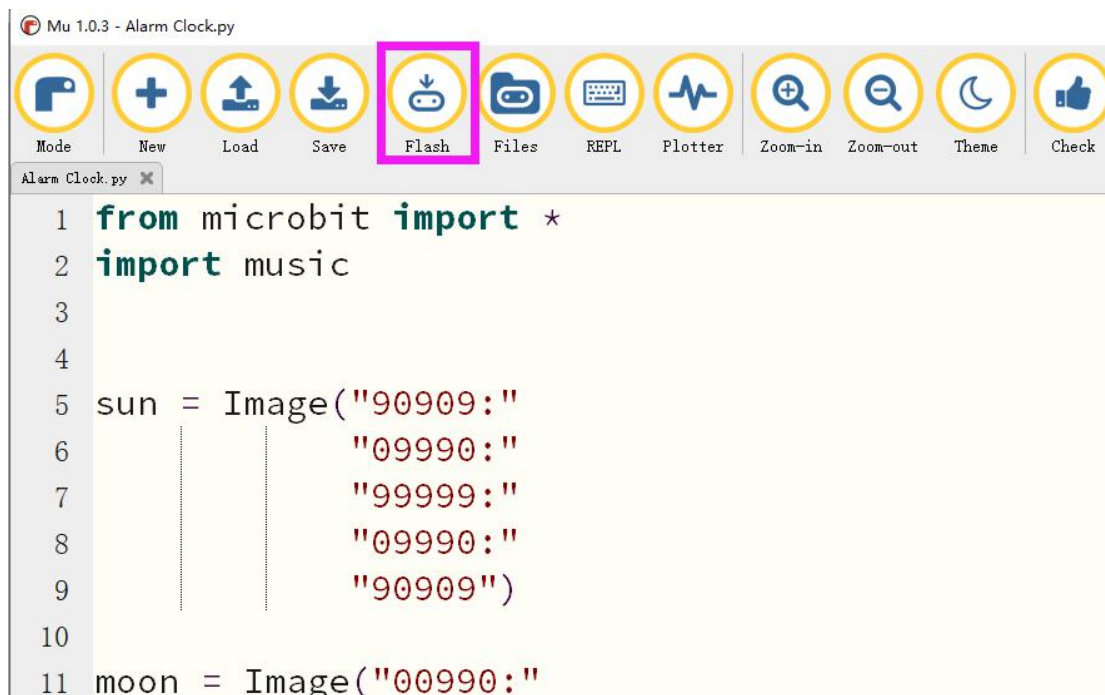 Mu 1.0.3 - Alarm Clock.py
Mode New Load Save Flash Files REPL Plotter Zoom-in Zoom-out Theme Check
Alarm Clock.py
1 from microbit import *
2 import music
3
4
5 sun = Image("90909:"
6 "09990:"
7 "99999:"
8 "09990:"
9 "90909")
10
11 moon = Image("00990:"